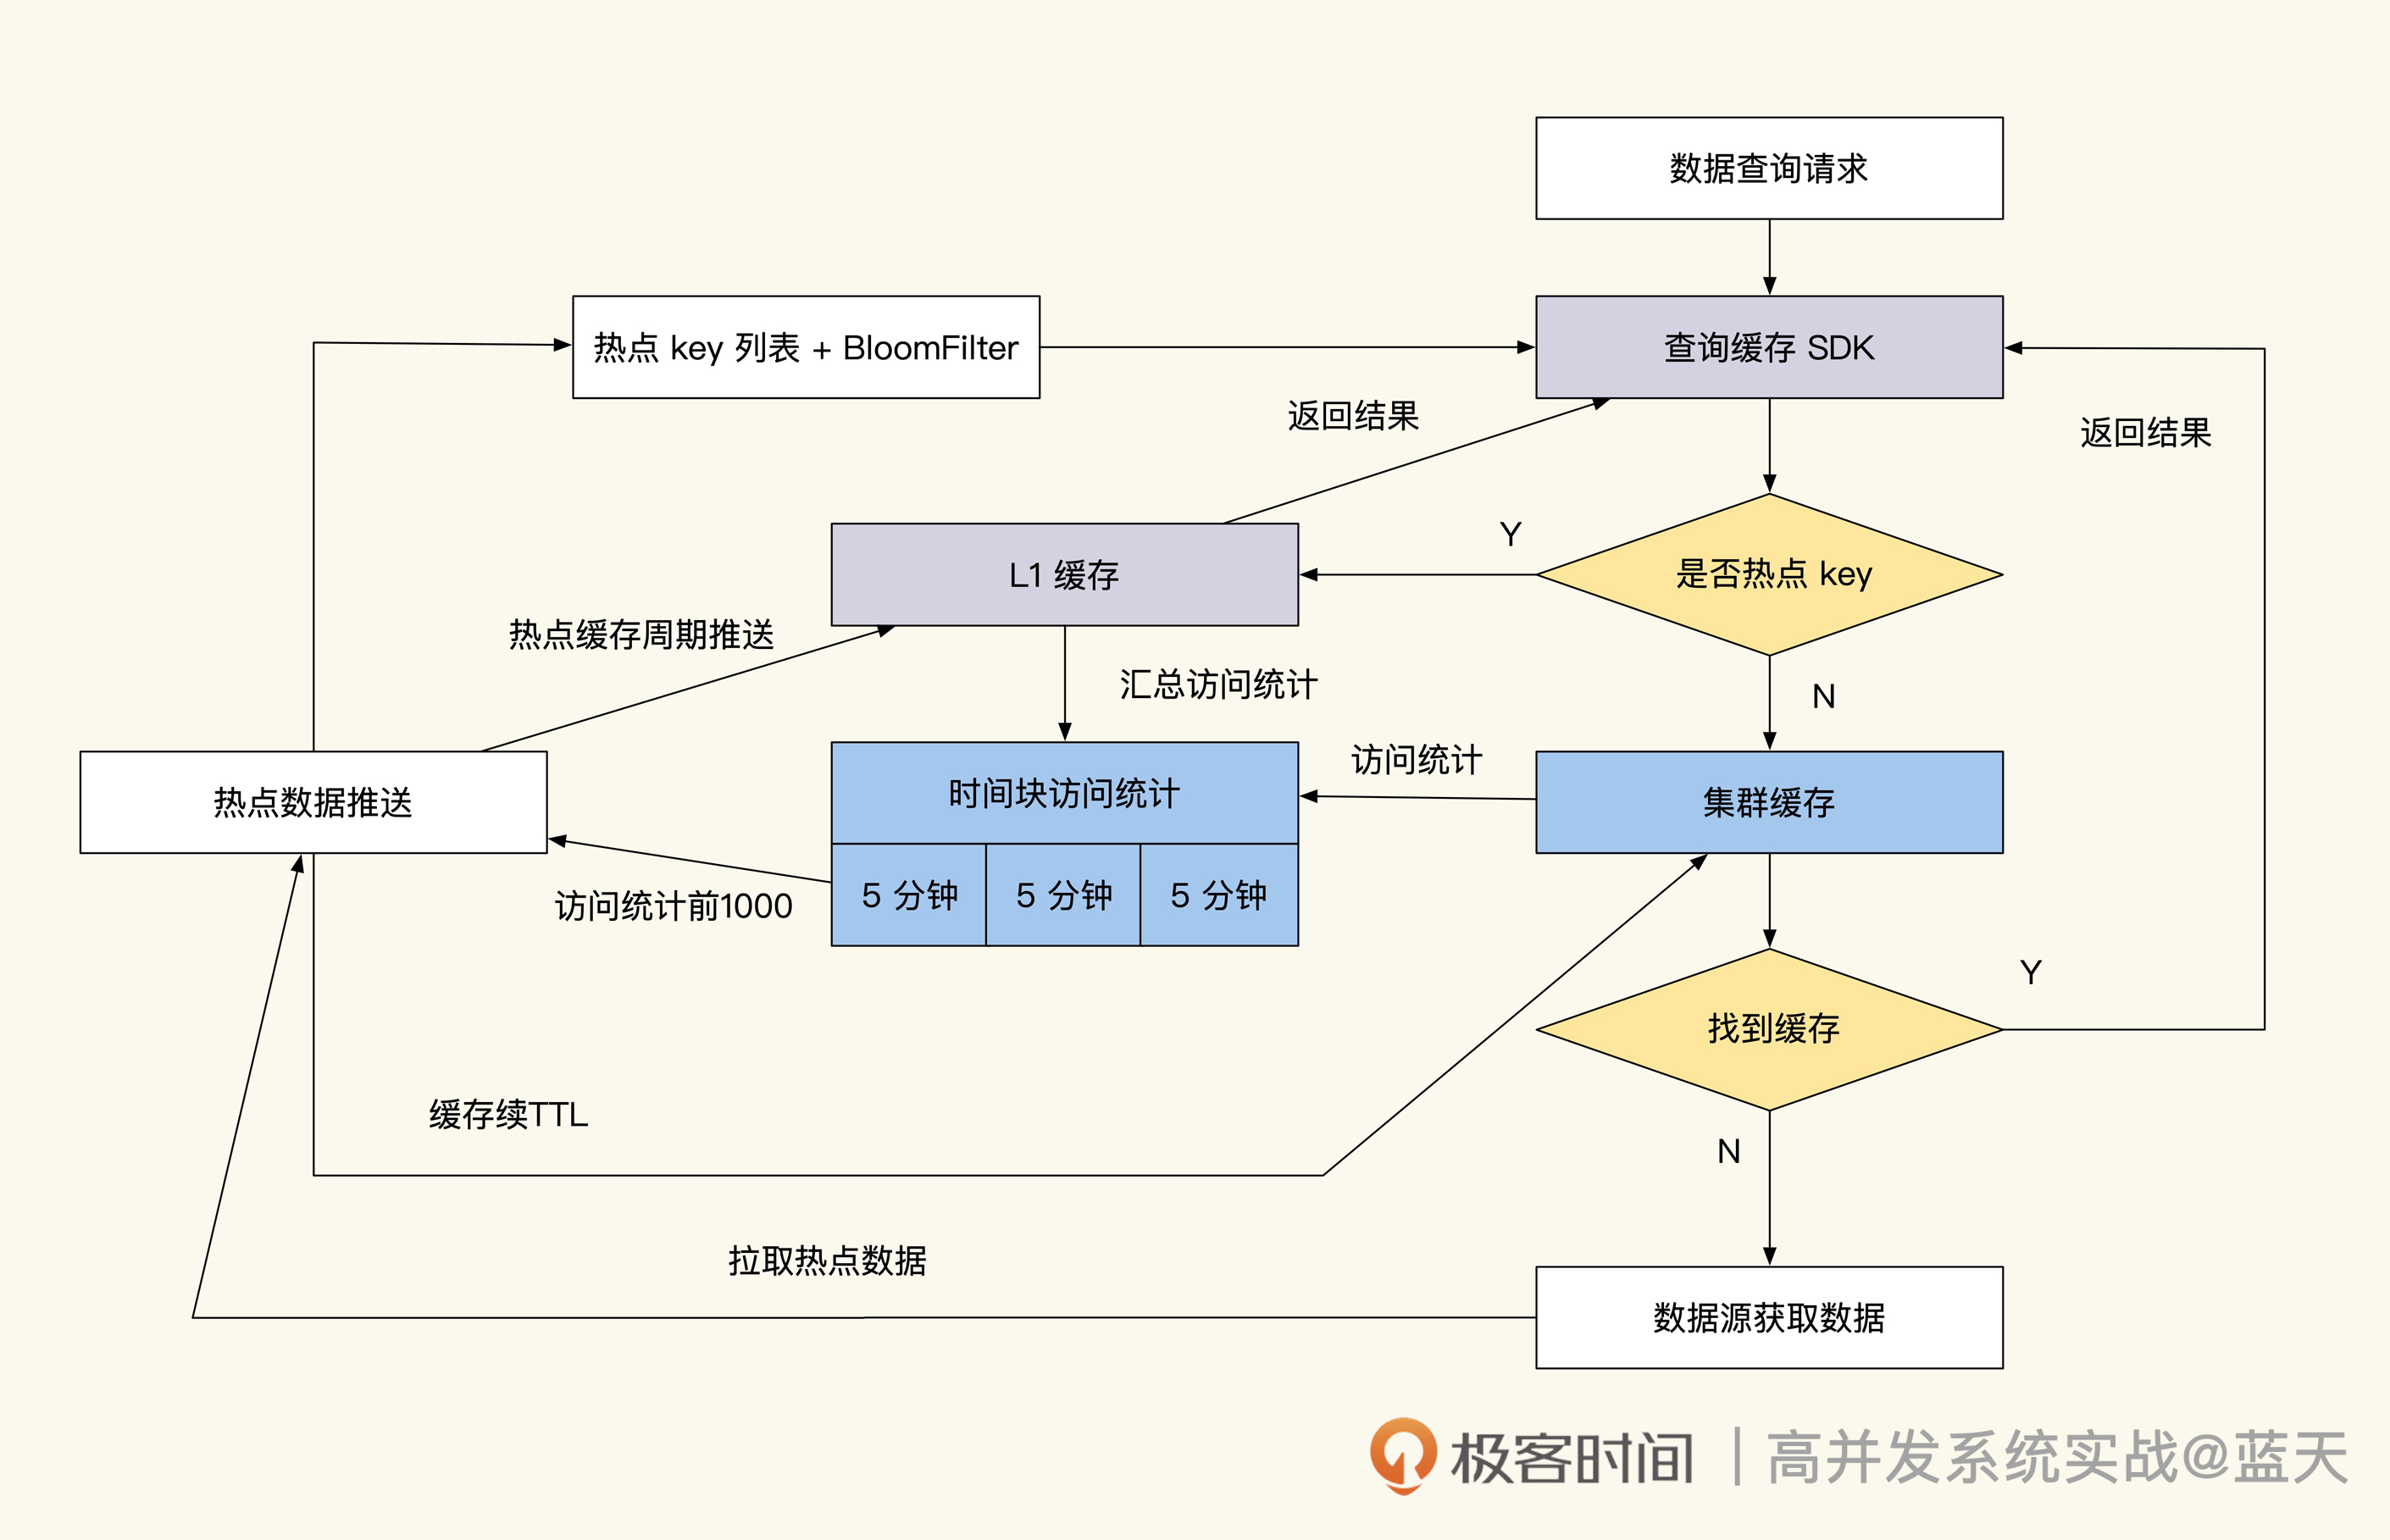 数据查询请求
热点 key 列表 + BloomFilter
查询缓存 SDK
返回结果
返回结果
Y
L1 缓存
是否热点 key
热点缓存周期推送
汇总访问统计
N
访问统计
时间块访问统计
热点数据推送
集群缓存
5 分钟
5 分钟
5 分钟
访问统计前1000
Y
找到缓存
缓存续TTL
N
拉取热点数据
数据源获取数据
极客时间 | 高并发系统实战@蓝天